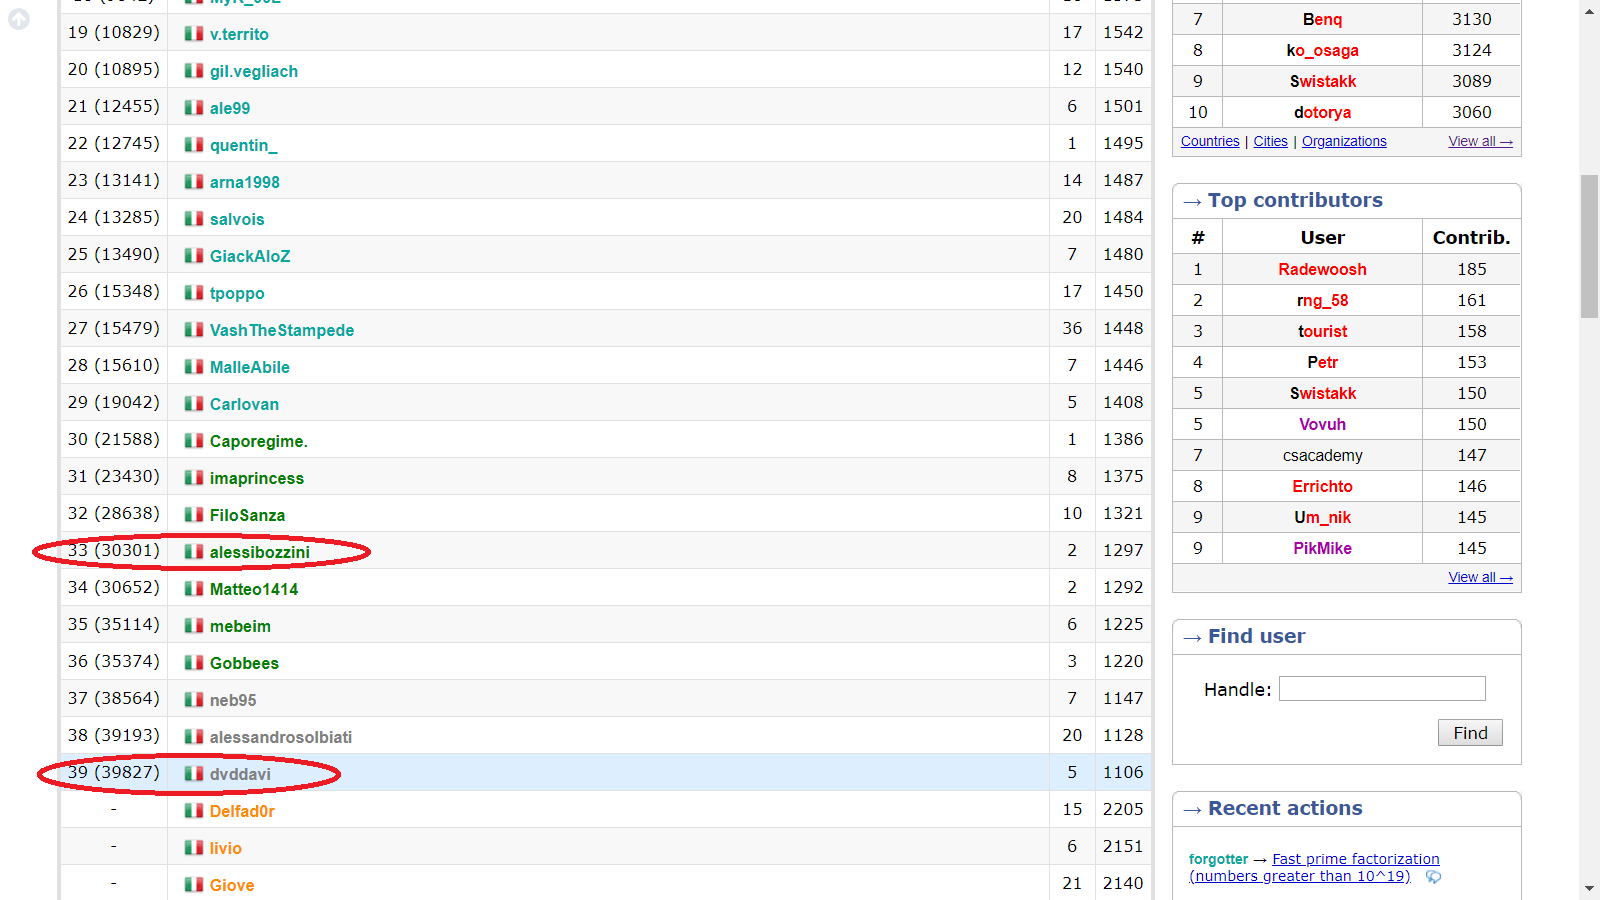 19 (10829) v.territo 17 1542
20 (10895) gil.vegliach 12 1540
21 (12455) ale99 6 1501
22 (12745) quentin_ 1 1495
23 (13141) arna1998 14 1487
24 (13285) salvois 20 1484
25 (13490) GiackAloZ 7 1480
26 (15348) tpoppo 17 1450
27 (15479) VashTheStampede 36 1448
28 (15610) MalleAbile 7 1446
29 (19042) Carlovan 5 1408
30 (21588) Caporegime. 1 1386
31 (23430) imaprincess 8 1375
32 (28638) FiloSanza 10 1321
33 (30301) alessibozzini 2 1297
34 (30652) Matteo1414 2 1292
35 (35114) mebeim 6 1225
36 (35374) Gobbees 3 1220
37 (38564) neb95 7 1147
38 (39193) alessandrosolbiati 20 1128
39 (39827) dvddavi 5 1106
- Delfad0r 15 2205
- livio 6 2151
- Giove 21 2140
7 Benq 3130
8 ko_osaga 3124
9 Swistakk 3089
10 dotorya 3060
Countries | Cities | Organizations View all →
→ Top contributors
# User Contrib.
1 Radewoosh 185
2 rng_58 161
3 tourist 158
4 Petr 153
5 Swistakk 150
5 Vovuh 150
7 csacademy 147
8 Errichto 146
9 Um_nik 145
9 PikMike 145
View all →
→ Find user
Handle:
Find
→ Recent actions
forgotter → Fast prime factorization
(numbers greater than 10^19)